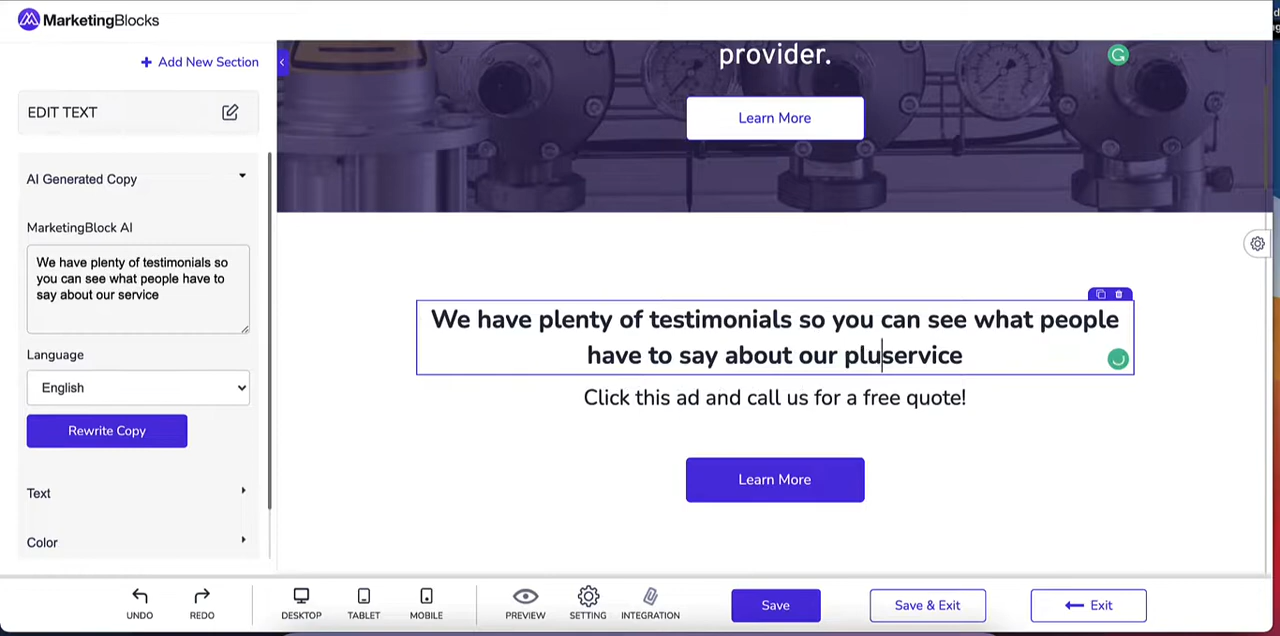 MarketingBlocks
+ Add New Section
EDIT TEXT
AI Generated Copy
MarketingBlock AI
We have plenty of testimonials so
you can see what people have to
say about our service
Language
English
Rewrite Copy
Text
Color
provider.
Learn More
We have plenty of testimonials so you can see what people
have to say about our pluservice
Click this ad and call us for a free quote!
Learn More
UNDO
REDO
DESKTOP
TABLET
MOBILE
PREVIEW
SETTING
INTEGRATION
Save
Save & Exit
Exit